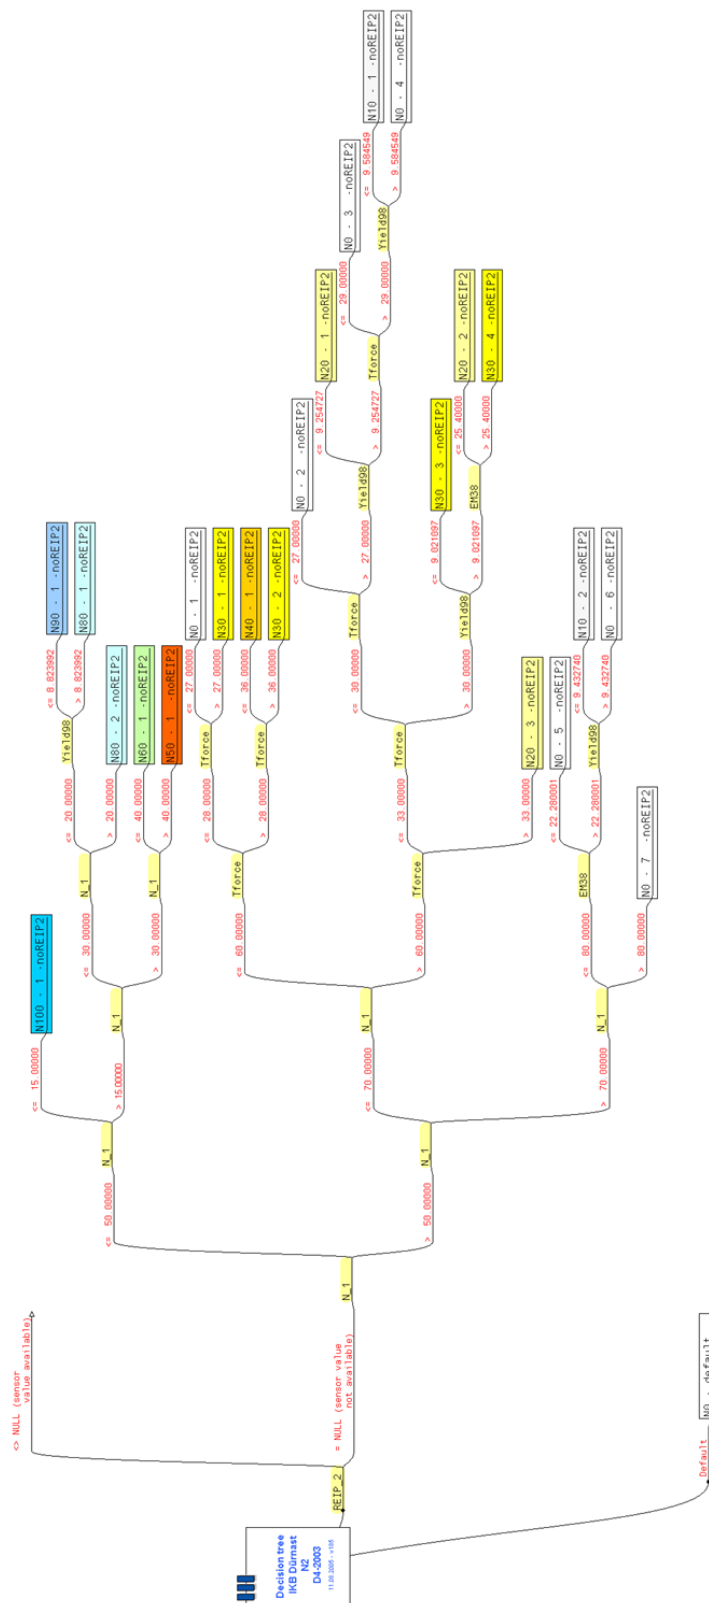 Decision tree
IKB Dürnast
N2
D4-2003
REIP_2
<> NULL (sensor
value available)
= NULL (sensor value
not available)
N_1
<= 50.00000
N_1
<= 15.00000
N100 - 1 -noREIP2
> 15.00000
N_1
<= 30.00000
N_1
<= 20.00000
Yield98
<= 8.823992
N90 - 1 -noREIP2
> 8.823992
N80 - 1 -noREIP2
> 20.00000
N80 - 2 -noREIP2
> 30.00000
N_1
<= 40.00000
N60 - 1 -noREIP2
> 40.00000
N50 - 1 -noREIP2
> 50.00000
N_1
<= 70.00000
N_1
<= 60.00000
Tforce
<= 28.00000
Tforce
<= 27.00000
N0 - 1 -noREIP2
> 27.00000
N30 - 1 -noREIP2
> 28.00000
Tforce
<= 36.00000
N40 - 1 -noREIP2
> 36.00000
N30 - 2 -noREIP2
> 60.00000
Tforce
<= 33.00000
Tforce
<= 30.00000
Tforce
<= 27.00000
N0 - 2 -noREIP2
> 27.00000
Yield98
<= 9.254727
N20 - 1 -noREIP2
> 9.254727
Tforce
<= 29.00000
N0 - 3 -noREIP2
> 29.00000
Yield98
<= 9.584549
N10 - 1 -noREIP2
> 9.584549
N0 - 4 -noREIP2
> 30.00000
Yield98
<= 9.021897
N30 - 3 -noREIP2
> 9.021897
EM38
<= 25.40000
N20 - 2 -noREIP2
> 25.40000
N30 - 4 -noREIP2
> 33.00000
N20 - 3 -noREIP2
> 70.00000
N_1
<= 80.00000
EM38
<= 22.280001
N0 - 5 -noREIP2
> 22.280001
Yield98
<= 9.432740
N10 - 2 -noREIP2
> 9.432740
N0 - 6 -noREIP2
> 80.00000
N0 - 7 -noREIP2
Default
N0 - default